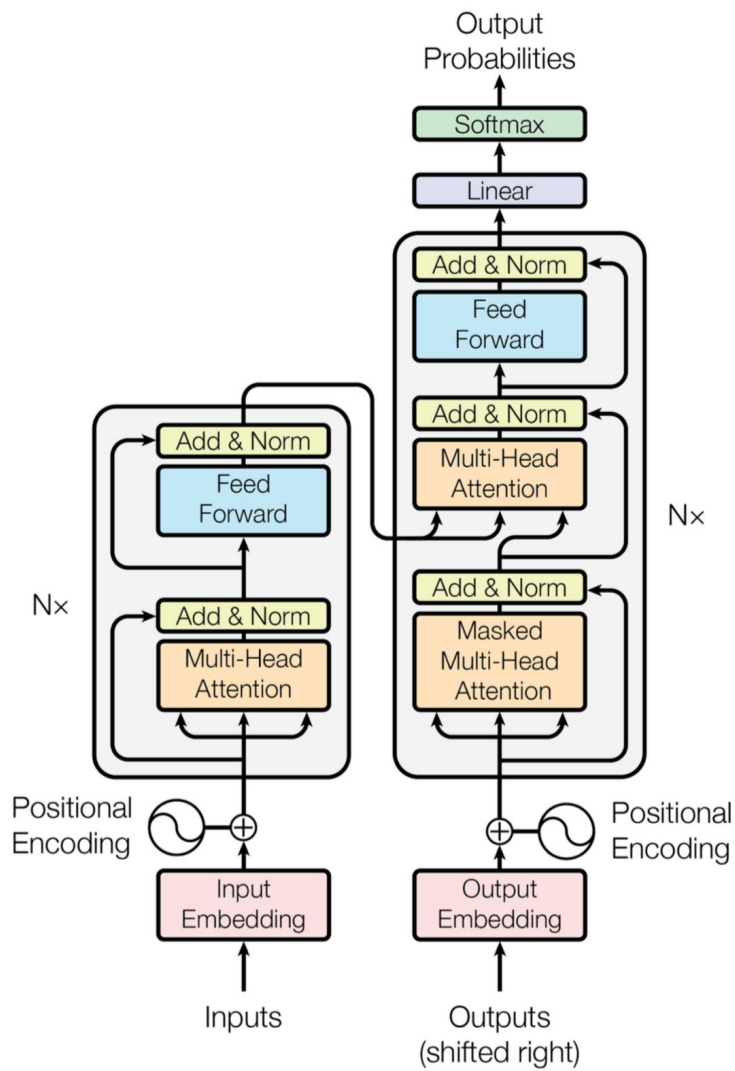 Output
Probabilities
Softmax
Linear
Add & Norm
Feed
Forward
Add & Norm
Multi-Head
Attention
Add & Norm
Masked
Multi-Head
Attention
N×
Add & Norm
Feed
Forward
Add & Norm
Multi-Head
Attention
N×
Positional
Encoding
Positional
Encoding
Input
Embedding
Output
Embedding
Inputs
Outputs
(shifted right)